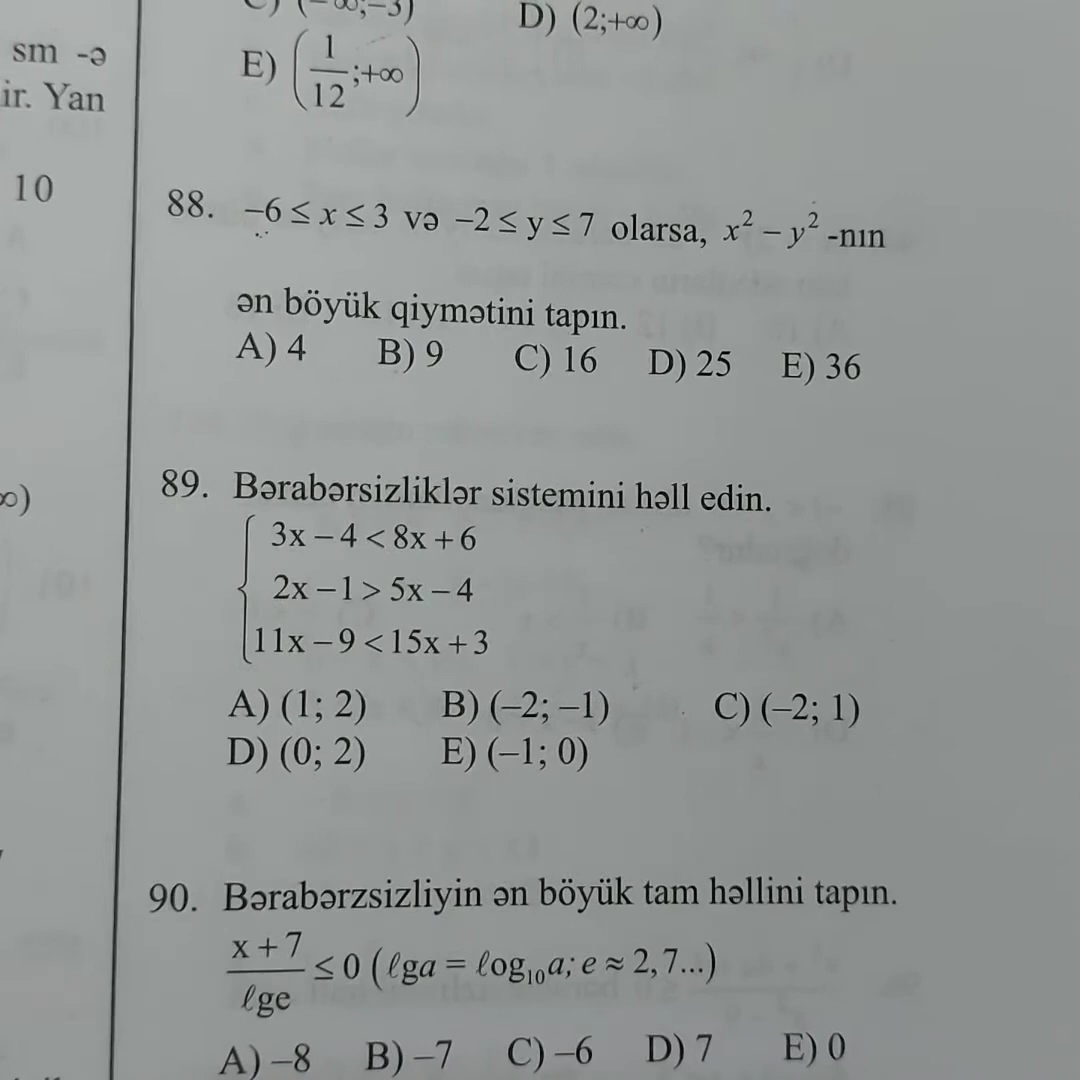 C) (−∞;−3) D) (2;+∞)
sm -ə
E) (1/12;+∞)
ir. Yan
10
88. −6 ≤ x ≤ 3 və −2 ≤ y ≤ 7 olarsa, x² − y² -nın
ən böyük qiymətini tapın.
A) 4 B) 9 C) 16 D) 25 E) 36
∞)
89. Bərabərsizliklər sistemini həll edin.
3x − 4 < 8x + 6
2x − 1 > 5x − 4
11x − 9 < 15x + 3
A) (1; 2) B) (−2; −1) C) (−2; 1)
D) (0; 2) E) (−1; 0)
90. Bərabərzsizliyin ən böyük tam həllini tapın.
(x + 7)/ℓge ≤ 0 (ℓga = ℓog₁₀a; e ≈ 2,7...)
A) −8 B) −7 C) −6 D) 7 E) 0